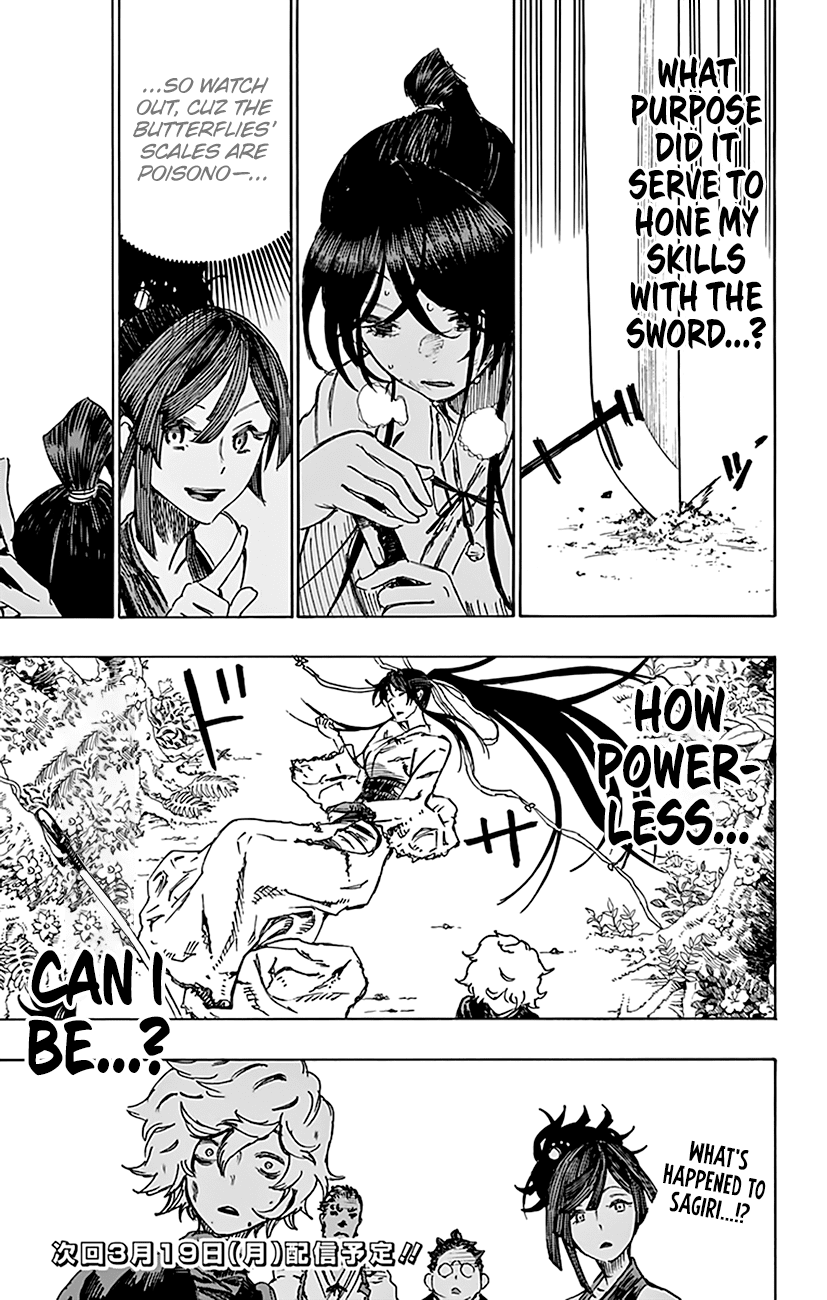 WHAT
PURPOSE
DID IT
SERVE TO
HONE MY
SKILLS
WITH THE
SWORD...?
...SO WATCH
OUT, CUZ THE
BUTTERFLIES'
SCALES ARE
POISONO—...
HOW
POWER-
LESS...
ド
サ
CAN I
BE...?
WHAT'S
HAPPENED TO
SAGIRI...!?
次回3月19日(月)配信予定!!